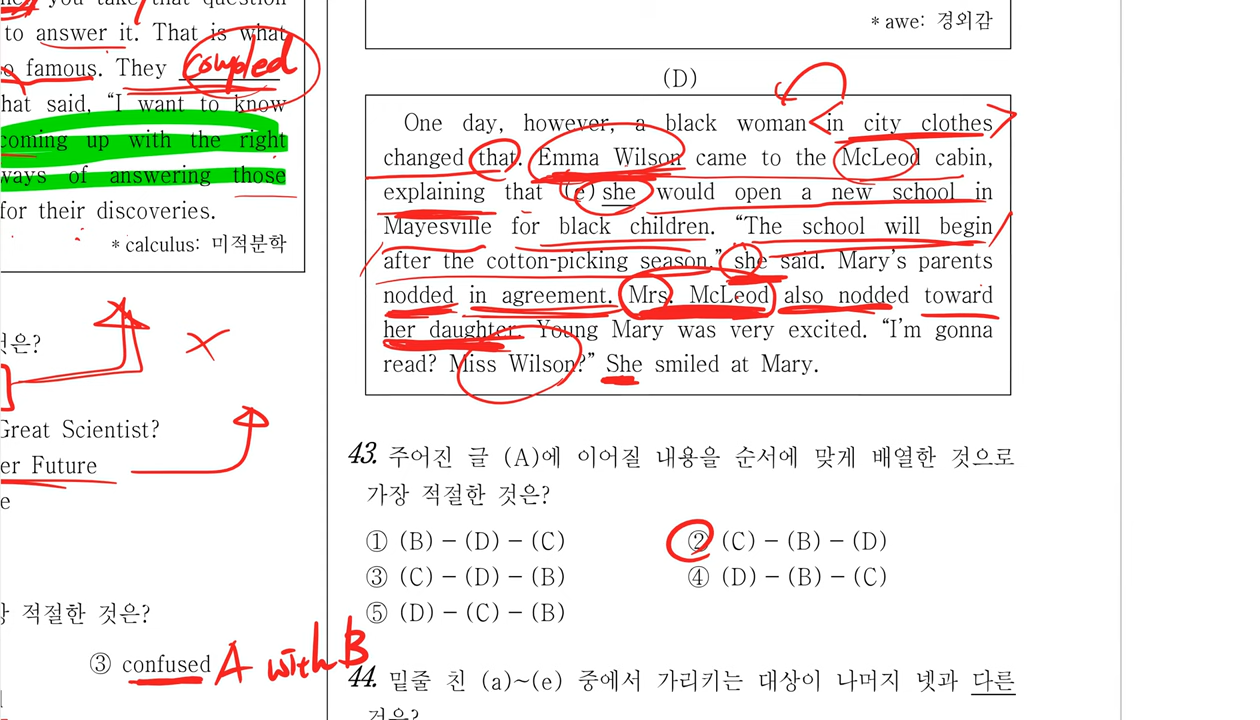 you take that question
to answer it. That is what
so famous. They coupled
that said, “I want to know
coming up with the right
ways of answering those
for their discoveries.
* calculus: 미적분학
것은?
Great Scientist?
er Future
e
적절한 것은?
③ confused A with B
* awe: 경외감
(D)
One day, however, a black woman in city clothes
changed that. Emma Wilson came to the McLeod cabin,
explaining that (e) she would open a new school in
Mayesville for black children. “The school will begin
after the cotton-picking season,” she said. Mary’s parents
nodded in agreement. Mrs. McLeod also nodded toward
her daughter. Young Mary was very excited. “I’m gonna
read? Miss Wilson?” She smiled at Mary.
43. 주어진 글 (A)에 이어질 내용을 순서에 맞게 배열한 것으로
가장 적절한 것은?
① (B) - (D) - (C) ② (C) - (B) - (D)
③ (C) - (D) - (B) ④ (D) - (B) - (C)
⑤ (D) - (C) - (B)
44. 밑줄 친 (a)~(e) 중에서 가리키는 대상이 나머지 넷과 다른
것은?